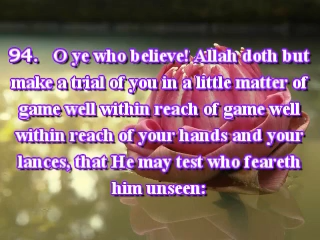 94. O ye who believe! Allah doth but
make a trial of you in a little matter of
game well within reach of game well
within reach of your hands and your
lances, that He may test who feareth
him unseen: